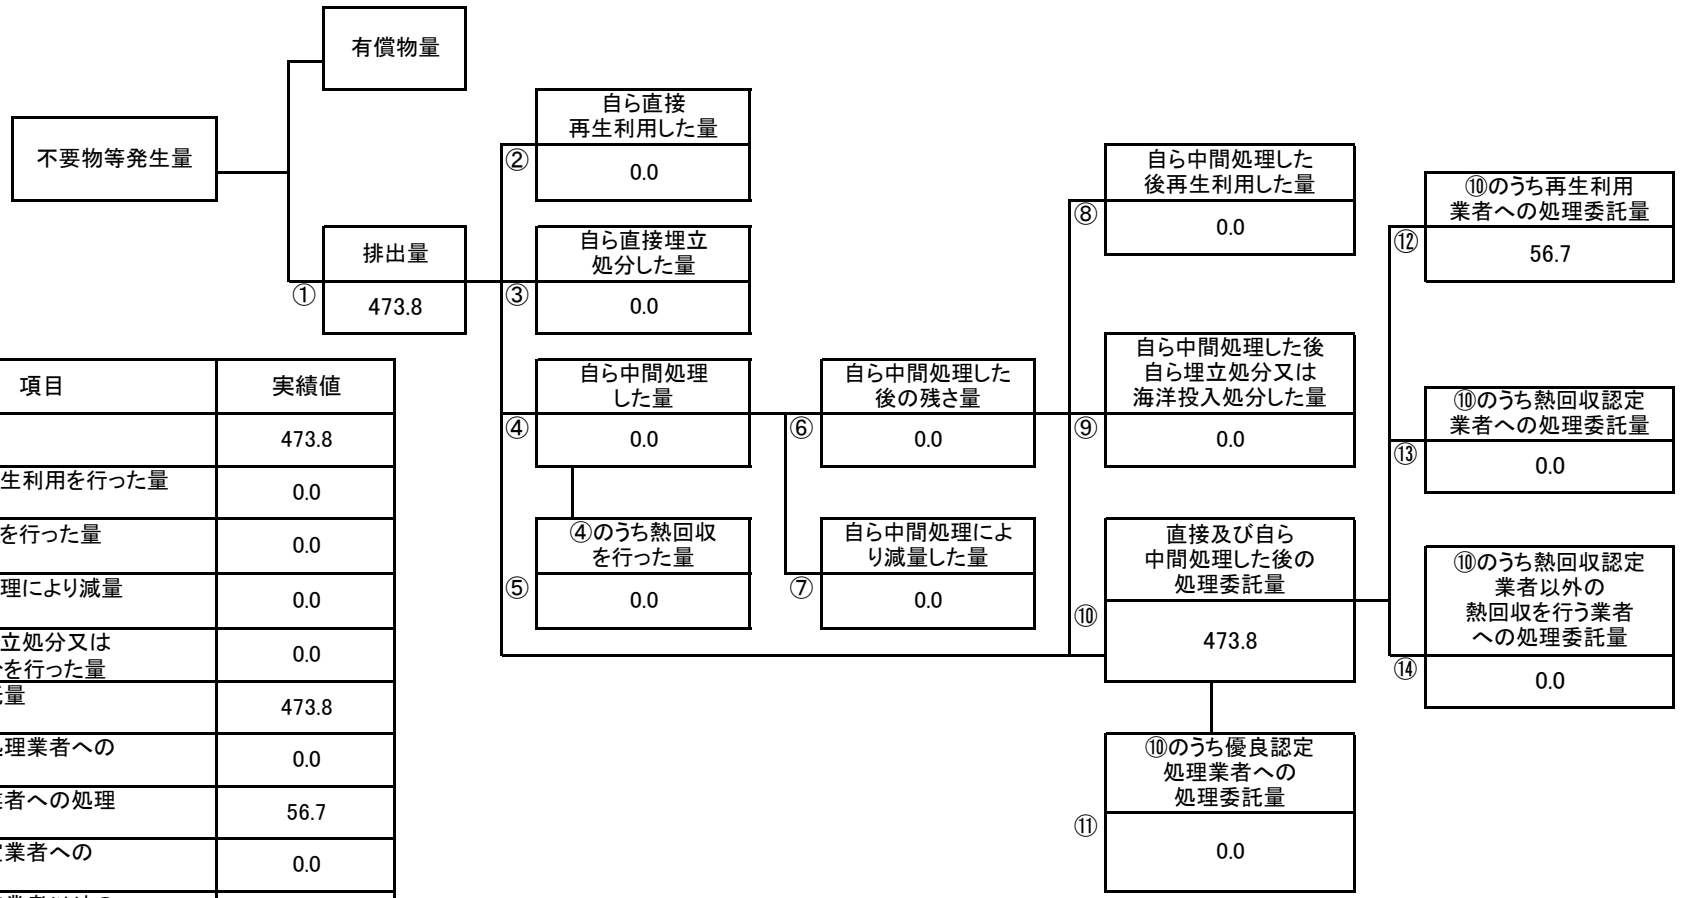 有償物量
不要物等発生量
排出量
①
473.8
自ら直接
再生利用した量
②
0.0
自ら直接埋立
処分した量
③
0.0
自ら中間処理
した量
④
0.0
④のうち熱回収
を行った量
⑤
0.0
自ら中間処理した
後の残さ量
⑥
0.0
自ら中間処理によ
り減量した量
⑦
0.0
自ら中間処理した
後再生利用した量
⑧
0.0
自ら中間処理した後
自ら埋立処分又は
海洋投入処分した量
⑨
0.0
直接及び自ら
中間処理した後の
処理委託量
⑩
473.8
⑩のうち優良認定
処理業者への
処理委託量
⑪
0.0
⑩のうち再生利用
業者への処理委託量
⑫
56.7
⑩のうち熱回収認定
業者への処理委託量
⑬
0.0
⑩のうち熱回収認定
業者以外の
熱回収を行う業者
への処理委託量
⑭
0.0
項目 実績値
473.8
生利用を行った量
0.0
を行った量
0.0
理により減量
0.0
立処分又は
を行った量
0.0
量
473.8
理業者への
0.0
者への処理
56.7
業者への
0.0